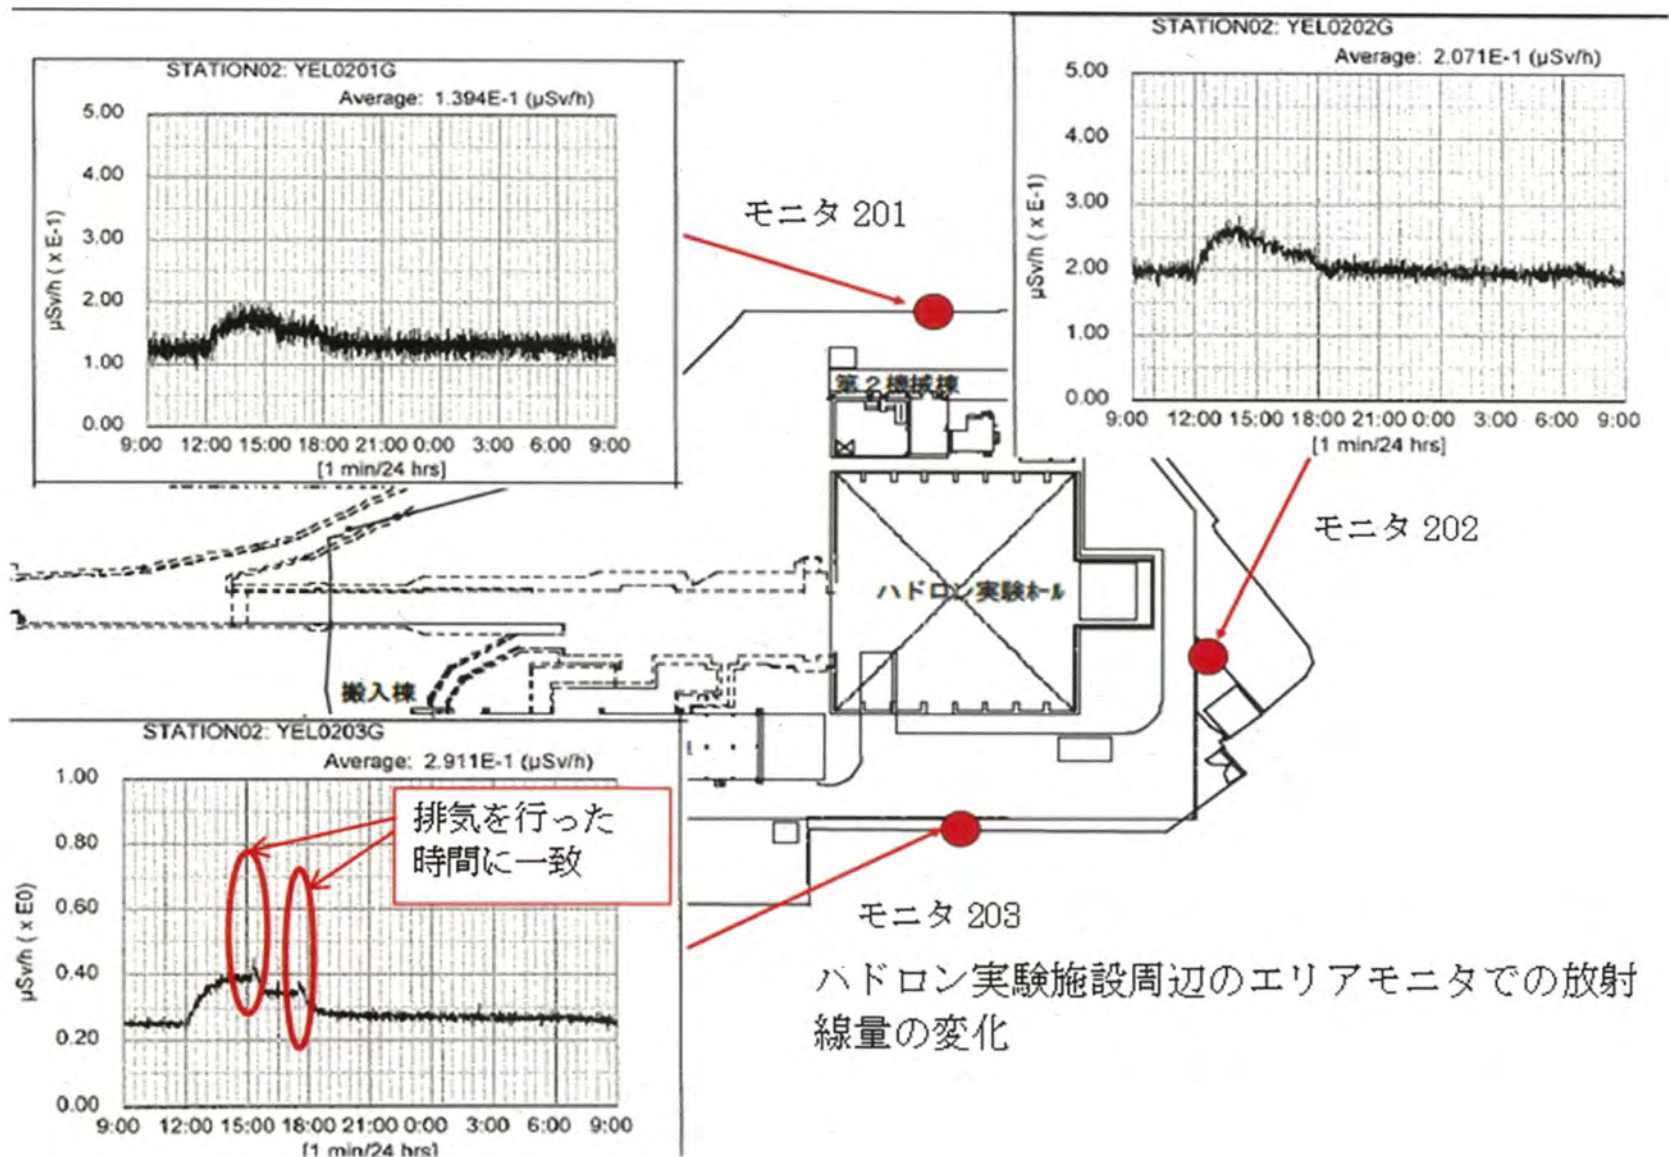 STATION02: YEL0201G
Average: 1.394E-1 (μSv/h)
5.00
4.00
3.00
2.00
1.00
0.00
μSv/h ( x E-1)
9:00 12:00 15:00 18:00 21:00 0:00 3:00 6:00 9:00
[1 min/24 hrs]
STATION02: YEL0202G
Average: 2.071E-1 (μSv/h)
5.00
4.00
3.00
2.00
1.00
0.00
μSv/h ( x E-1)
9:00 12:00 15:00 18:00 21:00 0:00 3:00 6:00 9:00
[1 min/24 hrs]
モニタ 201
第2機械棟
モニタ 202
ハドロン実験ホール
搬入棟
STATION02: YEL0203G
Average: 2.911E-1 (μSv/h)
1.00
0.80
0.60
0.40
0.20
0.00
μSv/h ( x E0)
9:00 12:00 15:00 18:00 21:00 0:00 3:00 6:00 9:00
[1 min/24 hrs]
排気を行った
時間に一致
モニタ 203
ハドロン実験施設周辺のエリアモニタでの放射
線量の変化